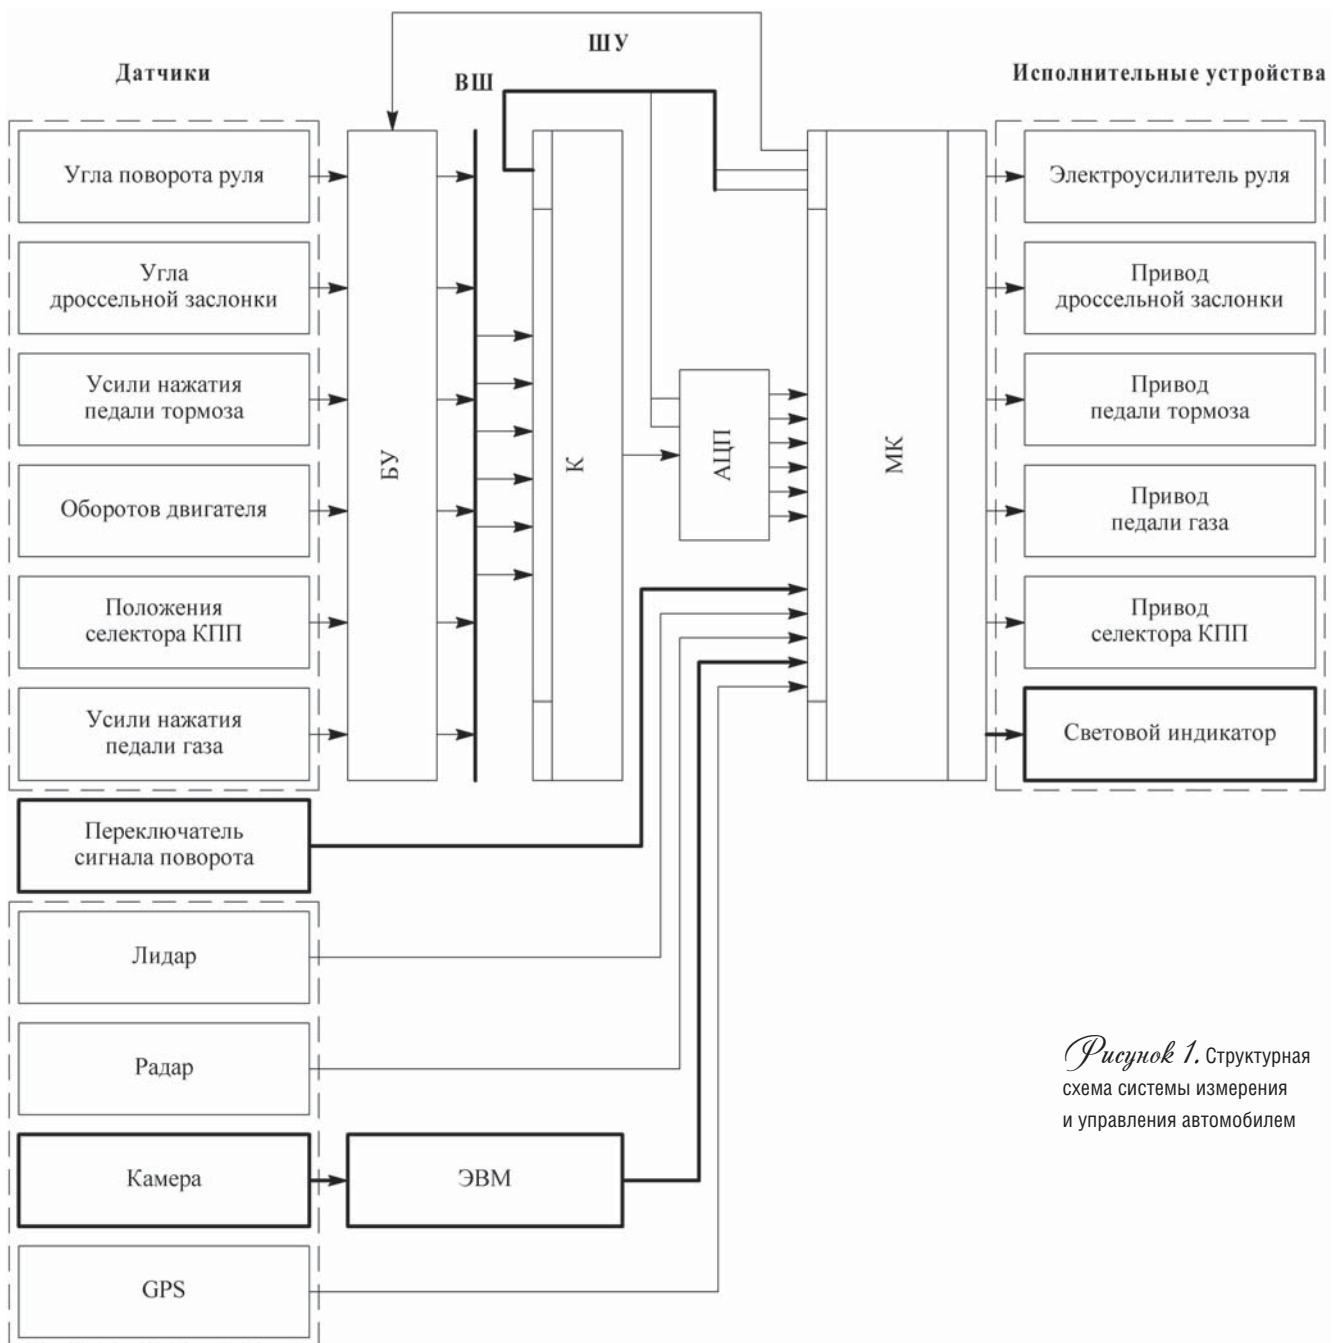 ШУ
Датчики
ВШ
Исполнительные устройства
Угла поворота руля
Угла
дроссельной заслонки
Усили нажатия
педали тормоза
Оборотов двигателя
Положения
селектора КПП
Усили нажатия
педали газа
Переключатель
сигнала поворота
Лидар
Радар
Камера
GPS
БУ
К
АЦП
МК
ЭВМ
Электроусилитель руля
Привод
дроссельной заслонки
Привод
педали тормоза
Привод
педали газа
Привод
селектора КПП
Световой индикатор
Рисунок 1. Структурная
схема системы измерения
и управления автомобилем